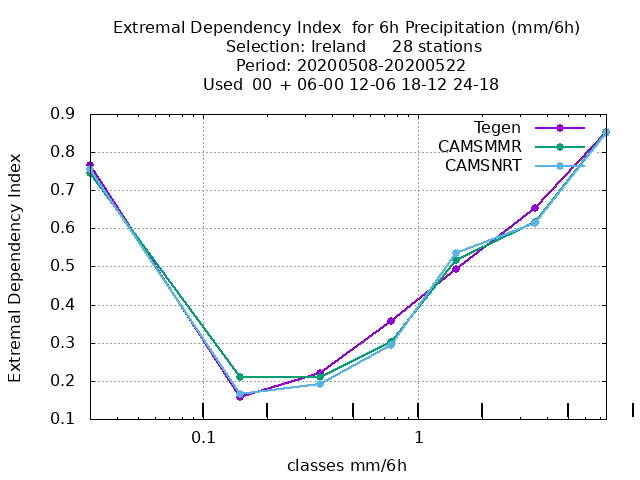 Extremal Dependency Index  for 6h Precipitation (mm/6h)
Selection: Ireland     28 stations
Period: 20200508-20200522
Used  00  + 06-00 12-06 18-12 24-18
Tegen
CAMSMMR
CAMSNRT
Extremal Dependency Index
0.9
0.8
0.7
0.6
0.5
0.4
0.3
0.2
0.1
0.1
1
classes mm/6h